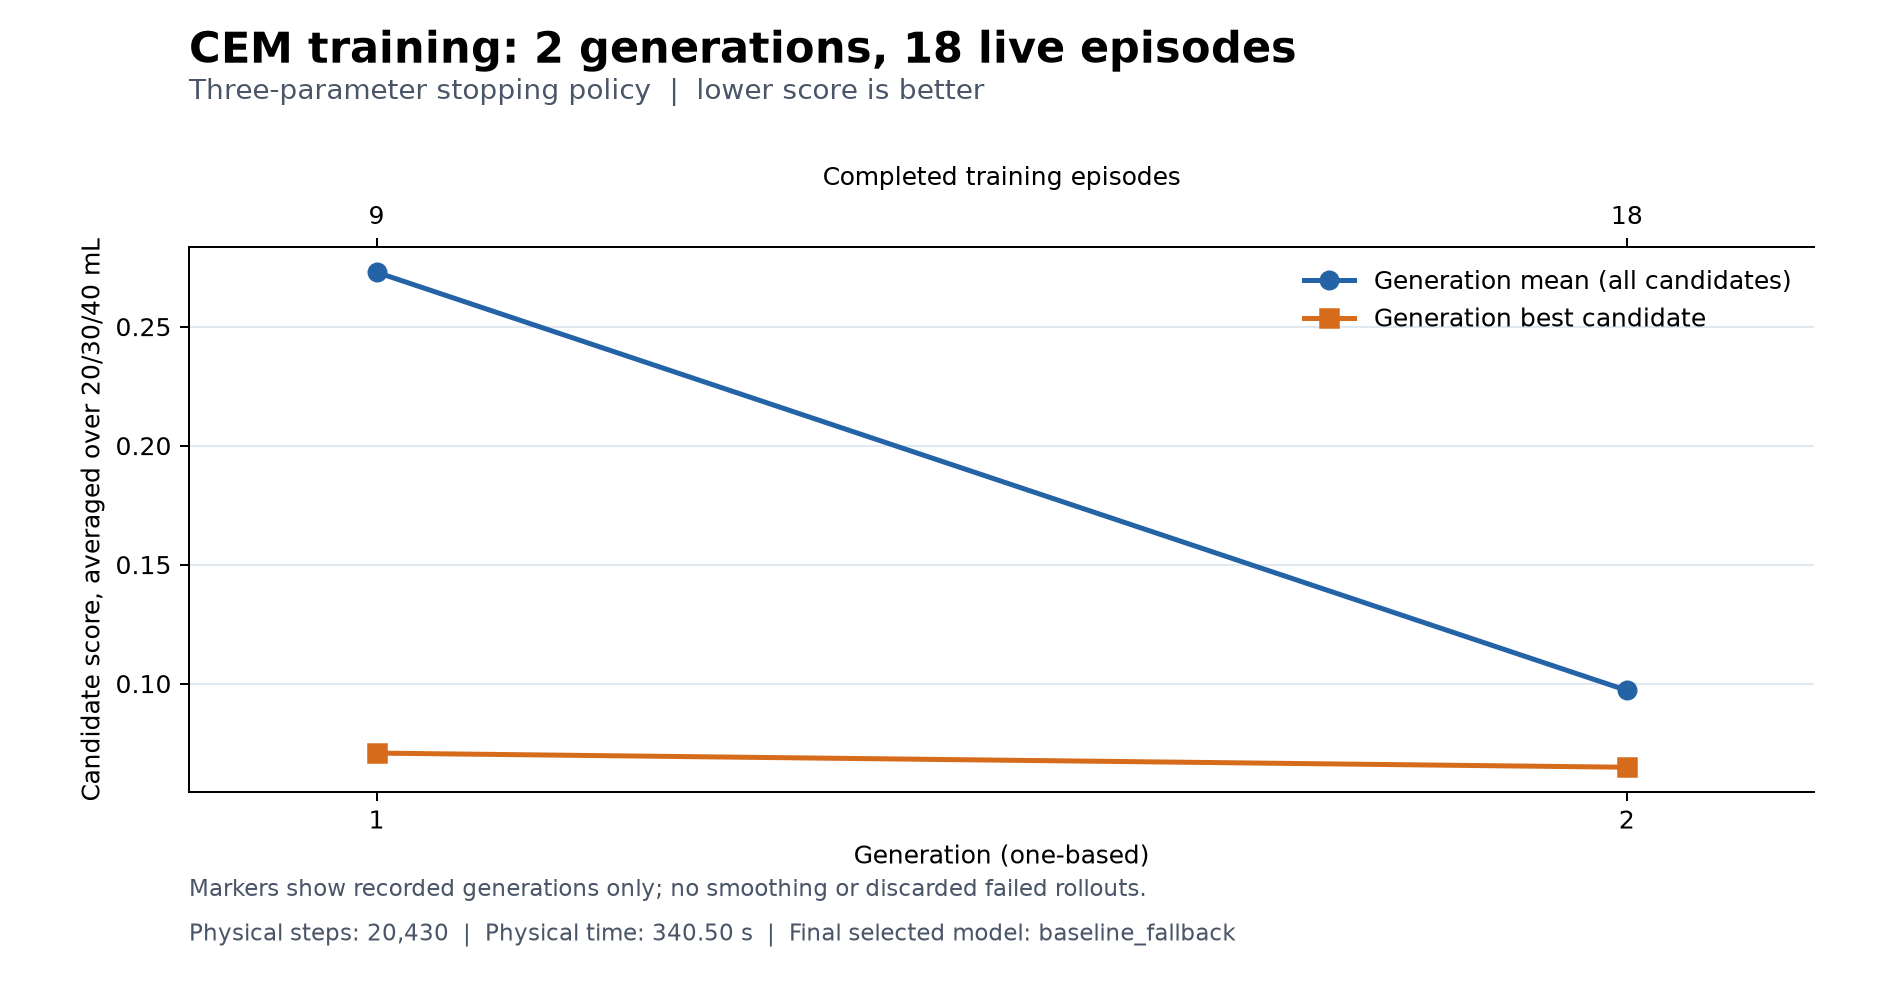 CEM training: 2 generations, 18 live episodes
Three-parameter stopping policy | lower score is better
Completed training episodes
9 18
Generation mean (all candidates)
Generation best candidate
Candidate score, averaged over 20/30/40 mL
0.25
0.20
0.15
0.10
1 2
Generation (one-based)
Markers show recorded generations only; no smoothing or discarded failed rollouts.
Physical steps: 20,430 | Physical time: 340.50 s | Final selected model: baseline_fallback